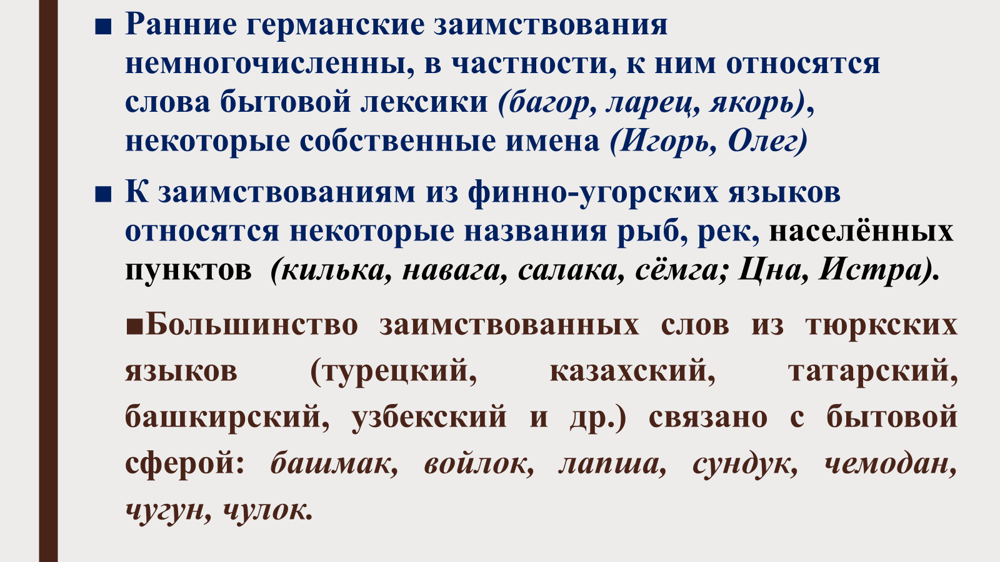 ■ Ранние германские заимствования
немногочисленны, в частности, к ним относятся
слова бытовой лексики (багор, ларец, якорь),
некоторые собственные имена (Игорь, Олег)
■ К заимствованиям из финно-угорских языков
относятся некоторые названия рыб, рек, населённых
пунктов (килька, навага, салака, сёмга; Цна, Истра).
■Большинство заимствованных слов из тюркских
языков (турецкий, казахский, татарский,
башкирский, узбекский и др.) связано с бытовой
сферой: башмак, войлок, лапша, сундук, чемодан,
чугун, чулок.